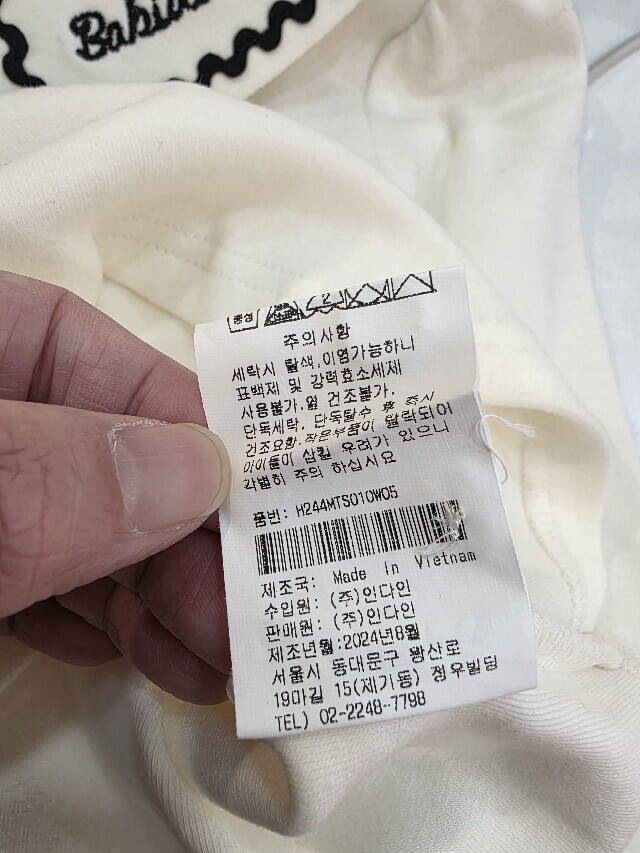 중성
주의사항
세탁시 탈색,이염가능하니
표백제 및 강력효소세제
사용불가.열 건조불가.
단독세탁, 단독탈수 後 즉시
건조요함.작은부품이 탈락되어
아이들이 삼킬 우려가 있으니
각별히 주의 하십시요
품번: H244MTS010W05
제조국: Made In Vietnam
수입원: (주)인다인
판매원: (주)인다인
제조년월:2024년8월
서울시 동대문구 왕산로
19마길 15(제기동) 정우빌딩
TEL) 02-2248-7798